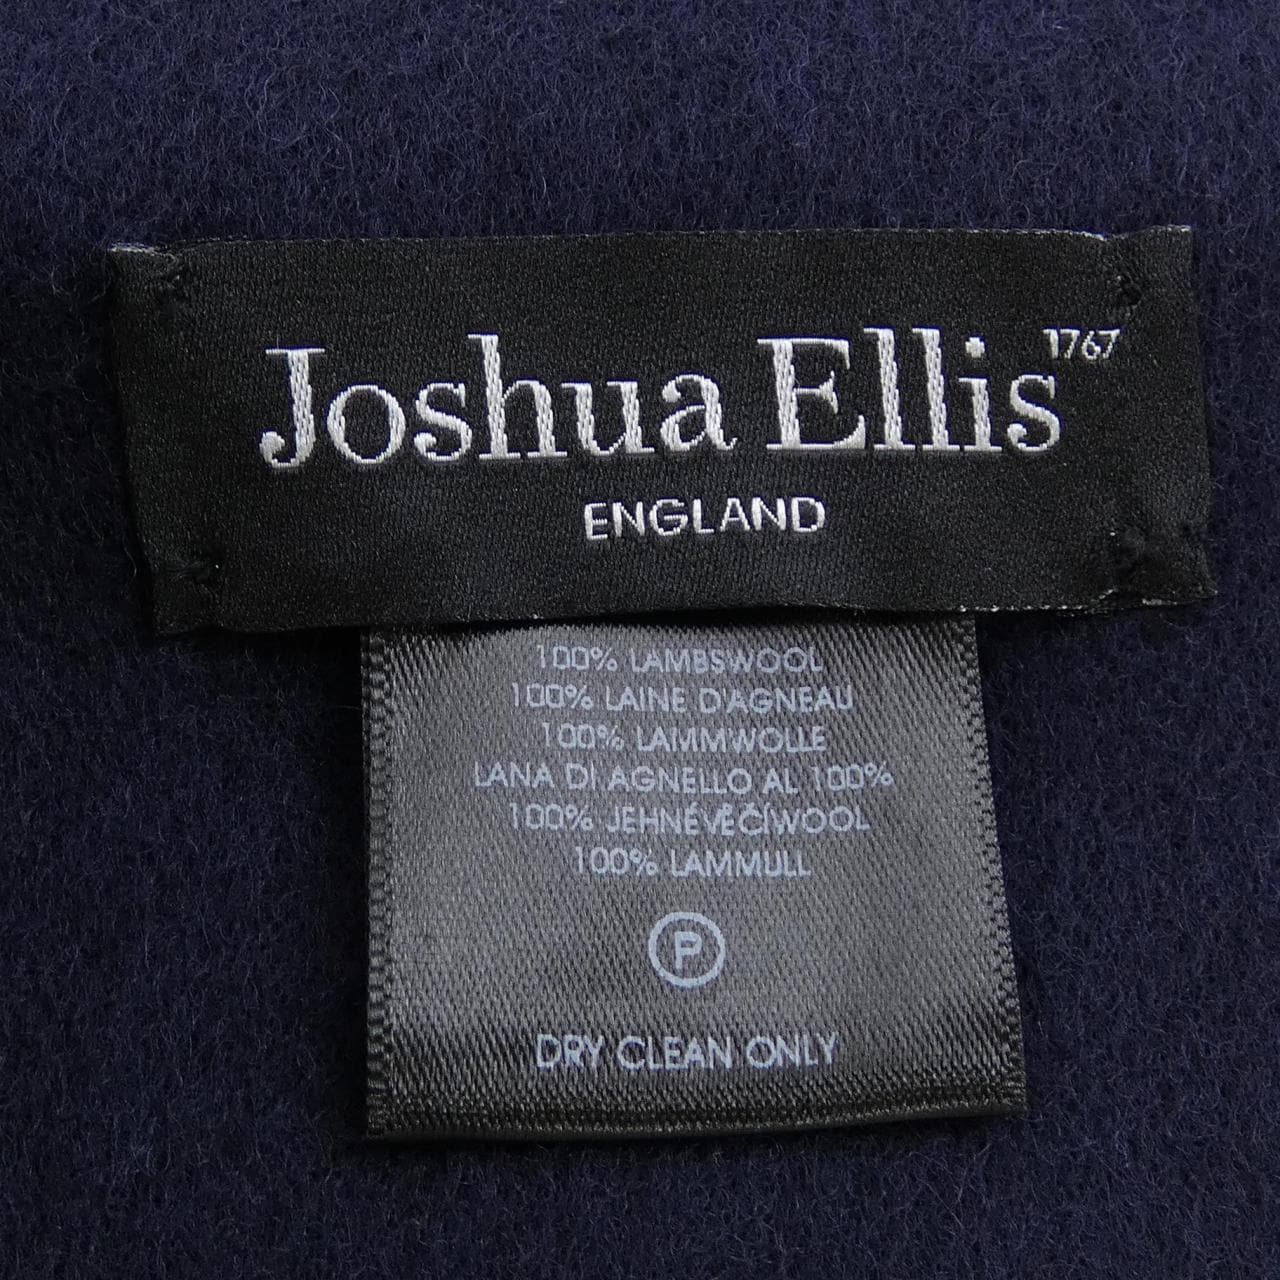 Joshua Ellis 1767
ENGLAND
100% LAMBSWOOL
100% LAINE D'AGNEAU
100% LAMMWOLLE
LANA DI AGNELLO AL 100%
100% JEHNÉVĚČÍWOOL
100% LAMMULL
P
DRY CLEAN ONLY